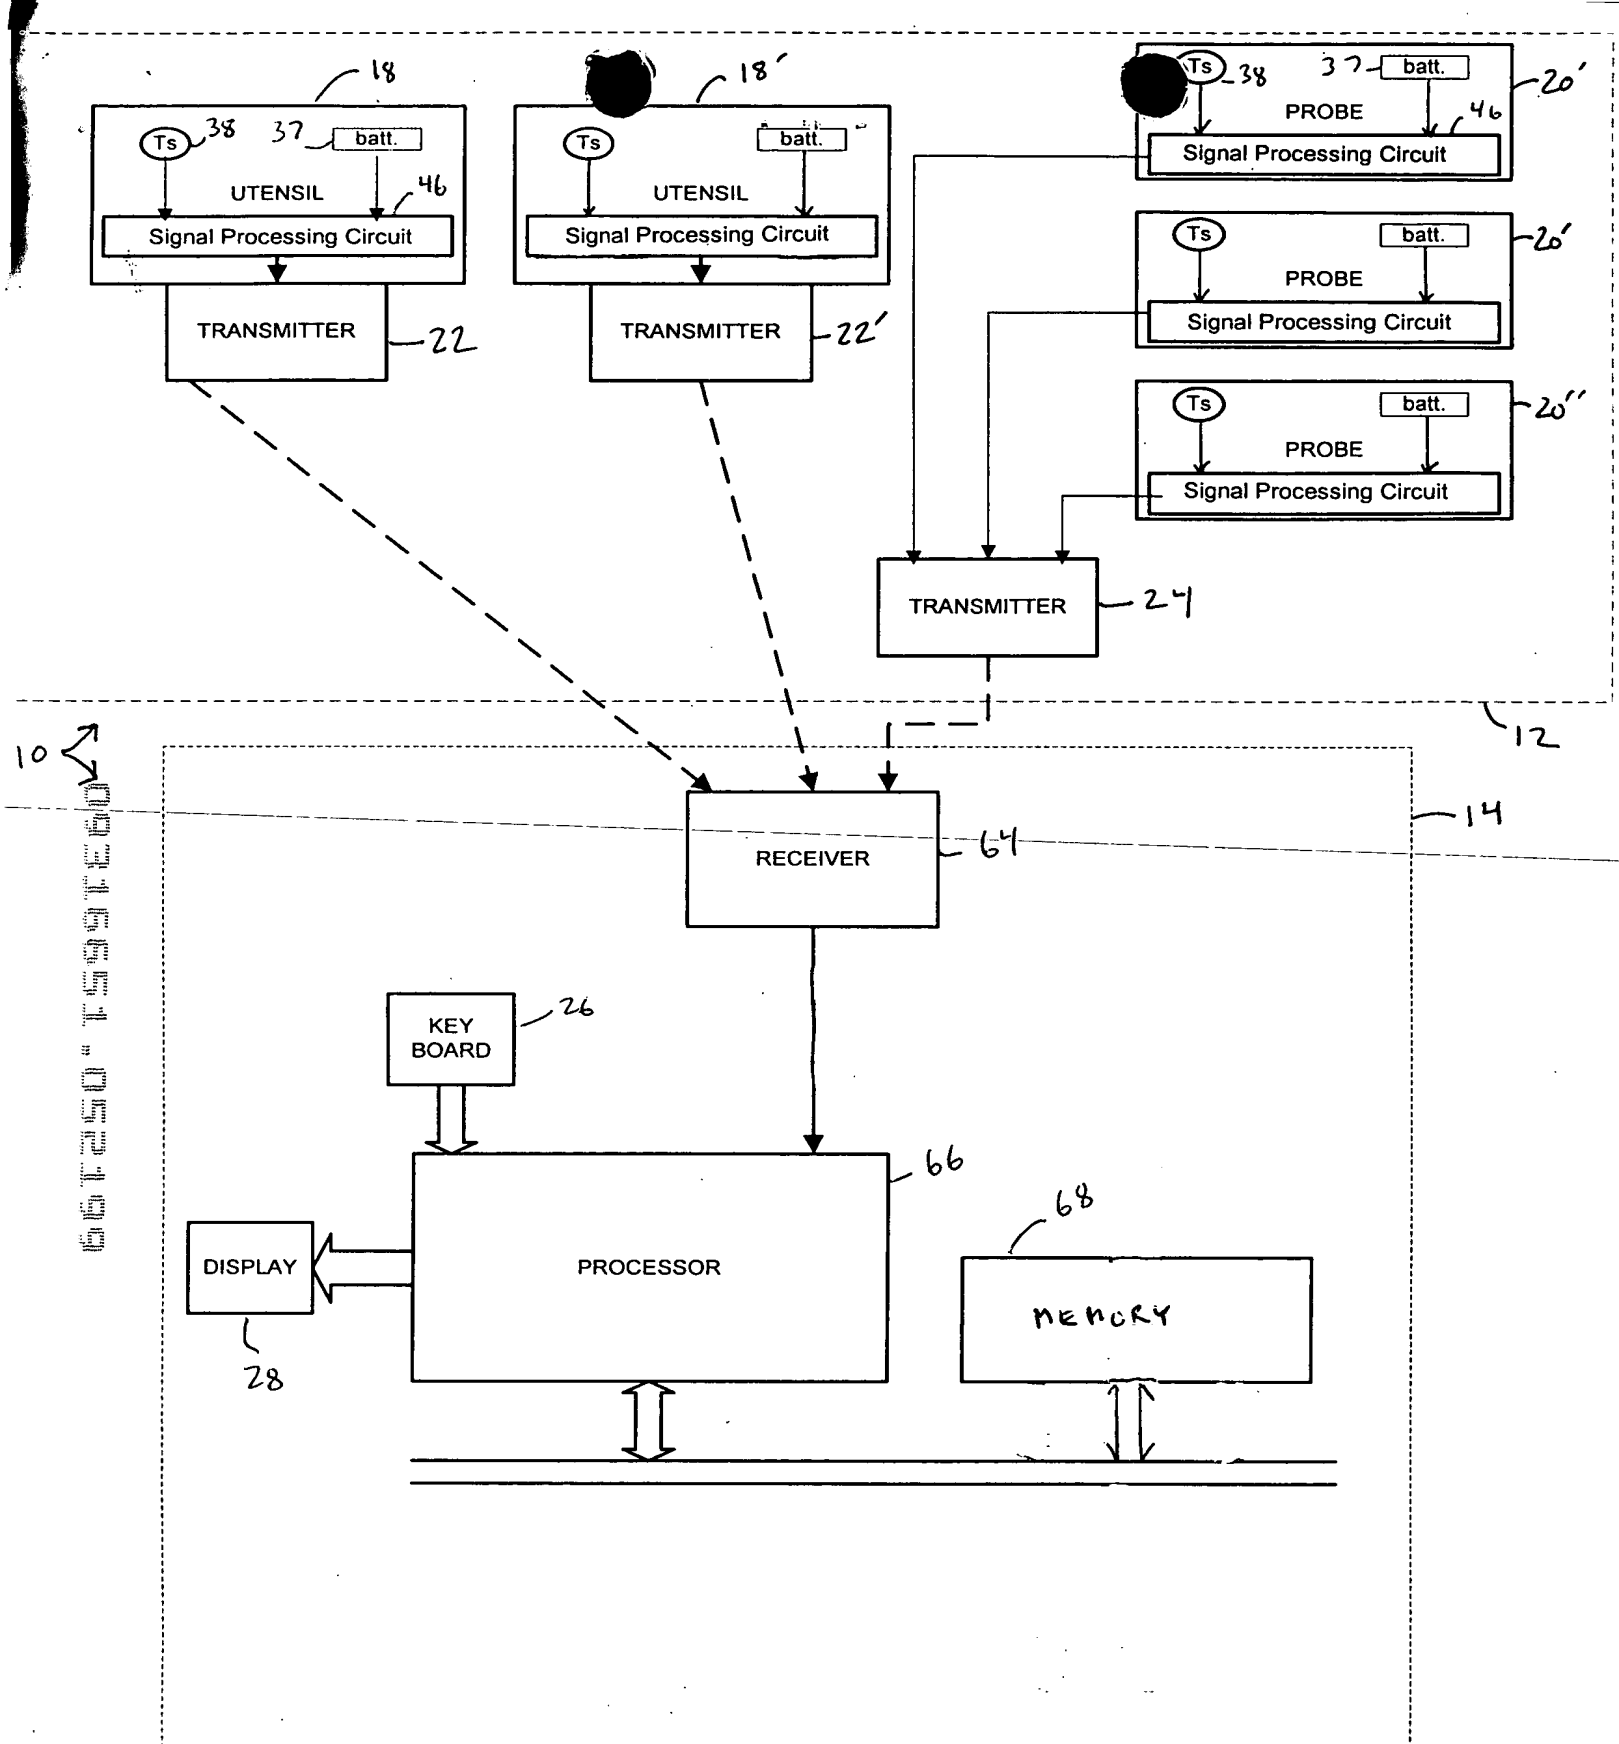 18
18'
Ts
38
37
batt.
UTENSIL
46
Signal Processing Circuit
TRANSMITTER
22
Ts
batt.
UTENSIL
Signal Processing Circuit
TRANSMITTER
22'
Ts
38
37
batt.
20'
PROBE
46
Signal Processing Circuit
Ts
batt.
20'
PROBE
Signal Processing Circuit
Ts
batt.
20''
PROBE
Signal Processing Circuit
TRANSMITTER
24
12
10
14
RECEIVER
64
09316651.052199
KEY
BOARD
26
66
PROCESSOR
DISPLAY
28
68
MEMORY